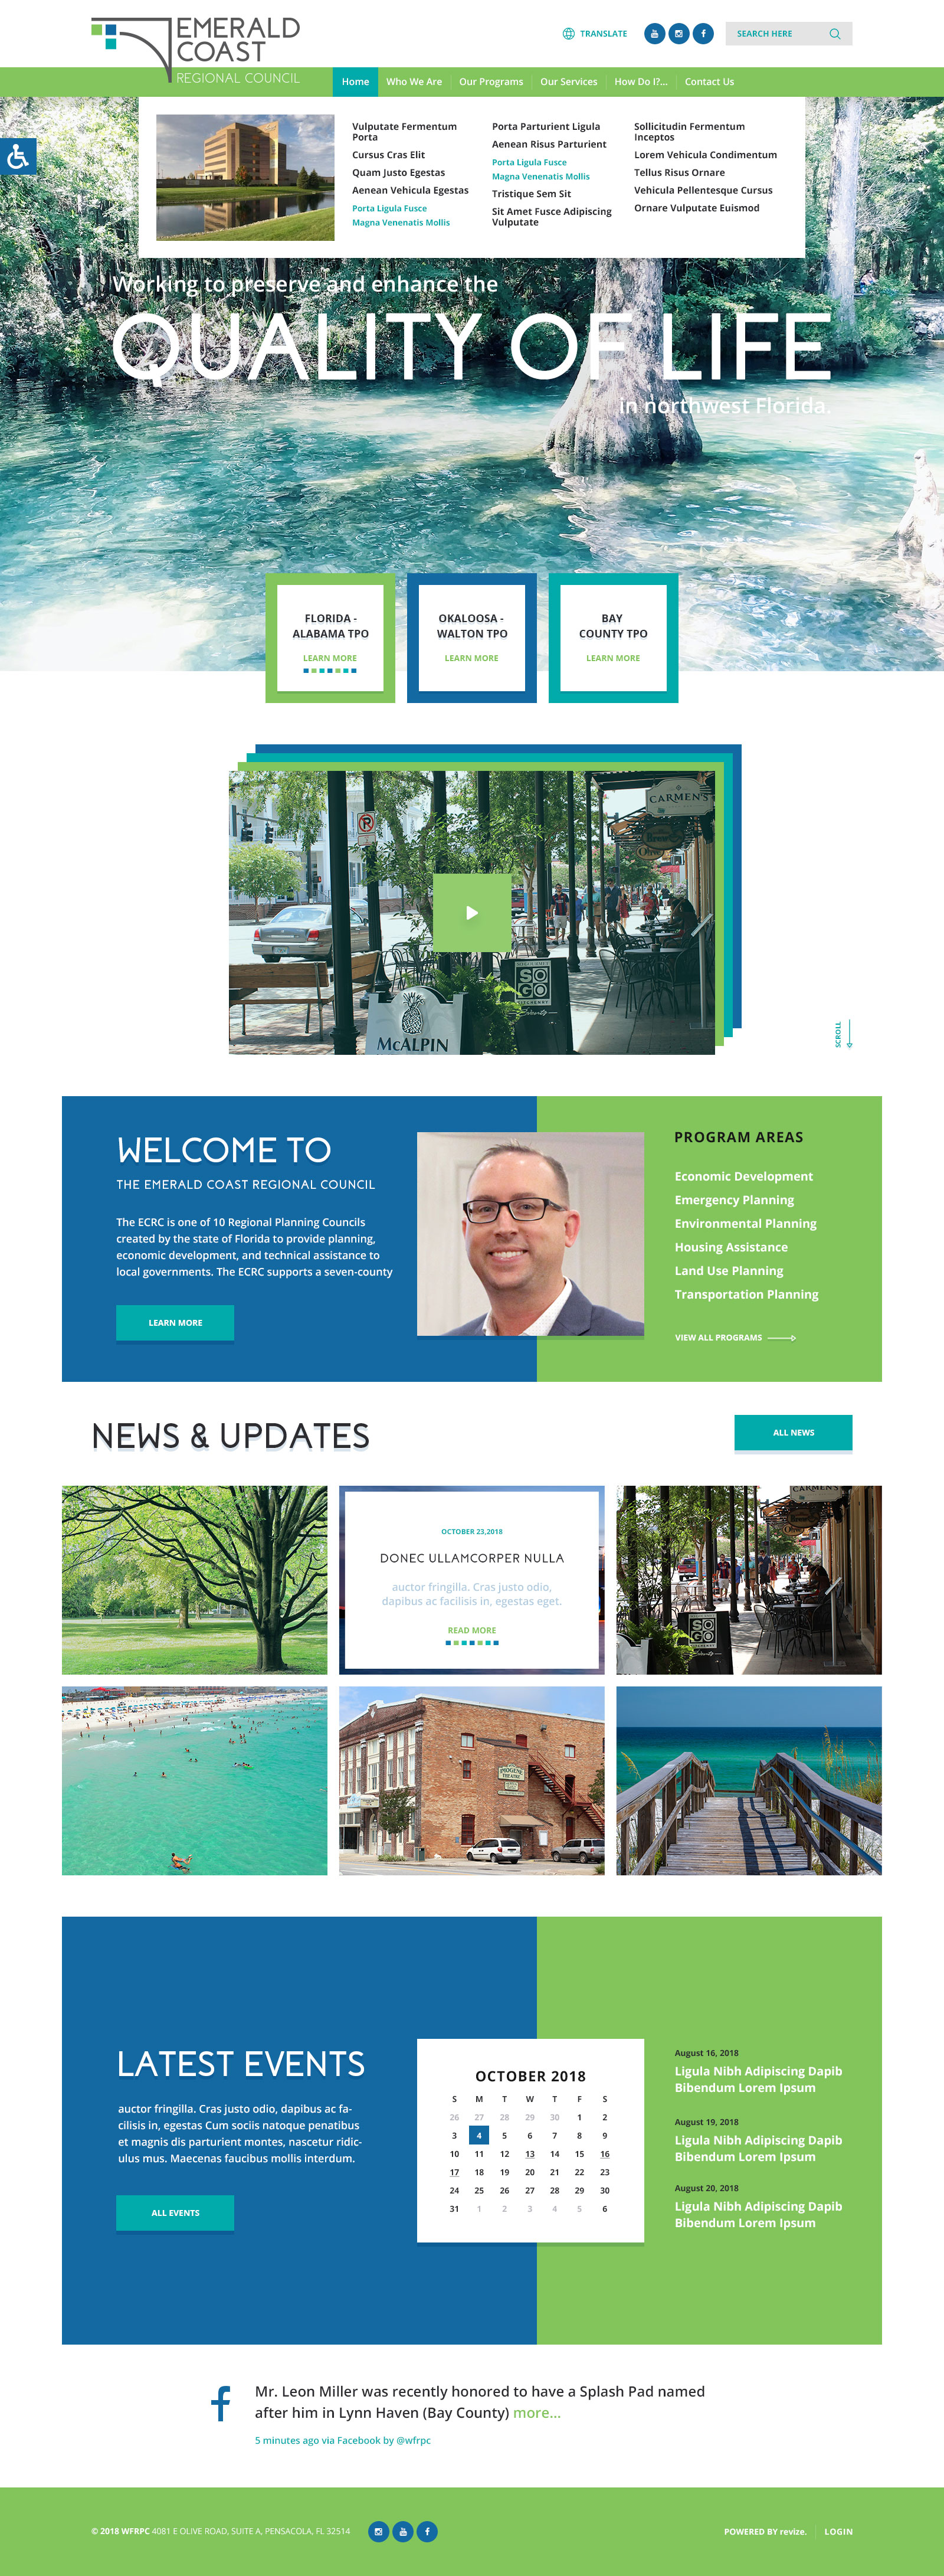 EMERALD
COAST
REGIONAL COUNCIL
TRANSLATE
SEARCH HERE
Home
Who We Are
Our Programs
Our Services
How Do I?...
Contact Us
Vulputate Fermentum
Porta
Cursus Cras Elit
Quam Justo Egestas
Aenean Vehicula Egestas
Porta Ligula Fusce
Magna Venenatis Mollis
Porta Parturient Ligula
Aenean Risus Parturient
Porta Ligula Fusce
Magna Venenatis Mollis
Tristique Sem Sit
Sit Amet Fusce Adipiscing
Vulputate
Sollicitudin Fermentum
Inceptos
Lorem Vehicula Condimentum
Tellus Risus Ornare
Vehicula Pellentesque Cursus
Ornare Vulputate Euismod
Working to preserve and enhance the
QUALITY OF LIFE
in northwest Florida.
FLORIDA -
ALABAMA TPO
LEARN MORE
OKALOOSA -
WALTON TPO
LEARN MORE
BAY
COUNTY TPO
LEARN MORE
CARMEN'S
SO
GO
McALPIN
SCROLL
WELCOME TO
THE EMERALD COAST REGIONAL COUNCIL
The ECRC is one of 10 Regional Planning Councils
created by the state of Florida to provide planning,
economic development, and technical assistance to
local governments. The ECRC supports a seven-county
LEARN MORE
PROGRAM AREAS
Economic Development
Emergency Planning
Environmental Planning
Housing Assistance
Land Use Planning
Transportation Planning
VIEW ALL PROGRAMS
NEWS & UPDATES
ALL NEWS
OCTOBER 23,2018
DONEC ULLAMCORPER NULLA
auctor fringilla. Cras justo odio,
dapibus ac facilisis in, egestas eget.
READ MORE
CARMEN'S
SO
GO
IMOGENE
THEATRE
LATEST EVENTS
auctor fringilla. Cras justo odio, dapibus ac fa-
cilisis in, egestas Cum sociis natoque penatibus
et magnis dis parturient montes, nascetur ridic-
ulus mus. Maecenas faucibus mollis interdum.
ALL EVENTS
OCTOBER 2018
S M T W T F S
26 27 28 29 30 1 2
3 4 5 6 7 8 9
10 11 12 13 14 15 16
17 18 19 20 21 22 23
24 25 26 27 28 29 30
31 1 2 3 4 5 6
August 16, 2018
Ligula Nibh Adipiscing Dapib
Bibendum Lorem Ipsum
August 19, 2018
Ligula Nibh Adipiscing Dapib
Bibendum Lorem Ipsum
August 20, 2018
Ligula Nibh Adipiscing Dapib
Bibendum Lorem Ipsum
Mr. Leon Miller was recently honored to have a Splash Pad named
after him in Lynn Haven (Bay County) more...
5 minutes ago via Facebook by @wfrpc
© 2018 WFRPC 4081 E OLIVE ROAD, SUITE A, PENSACOLA, FL 32514
POWERED BY revize.
LOGIN